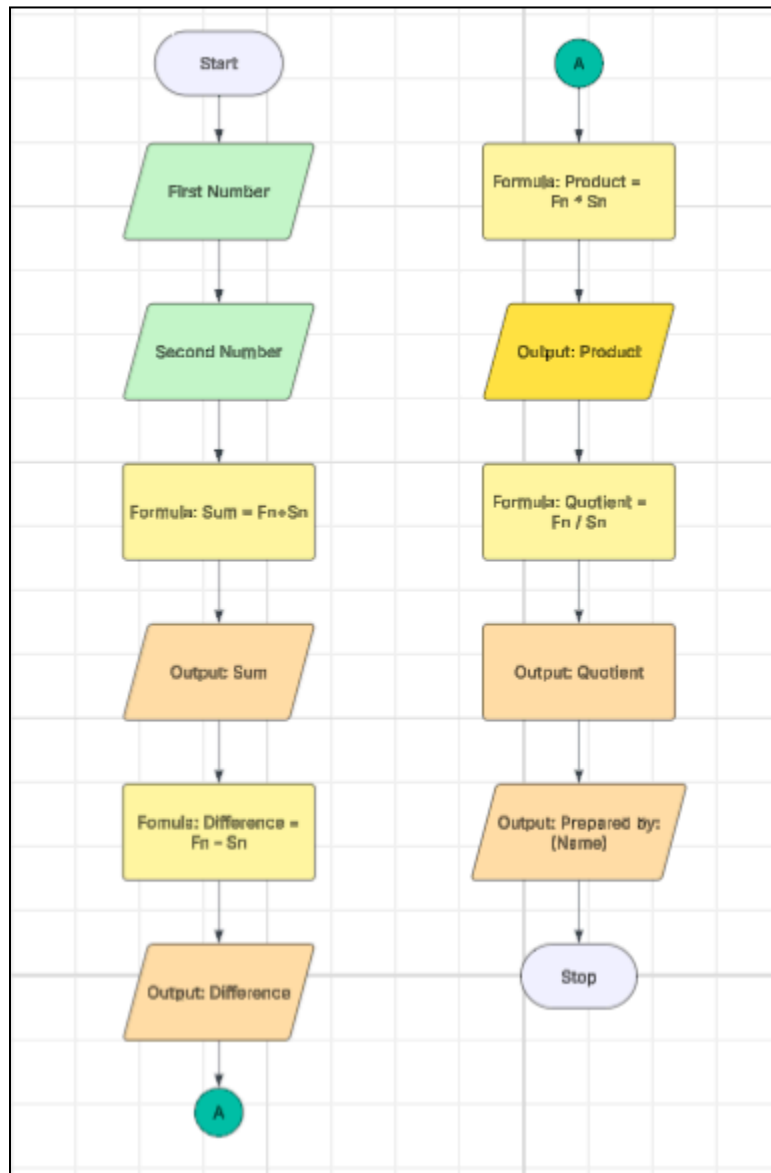 Start
First Number
Second Number
Formula: Sum = Fn+Sn
Output: Sum
Fomula: Difference =
Fn - Sn
Output: Difference
A
A
Formula: Product =
Fn * Sn
Output: Product
Formula: Quotient =
Fn / Sn
Output: Quotient
Output: Prepared by:
(Name)
Stop